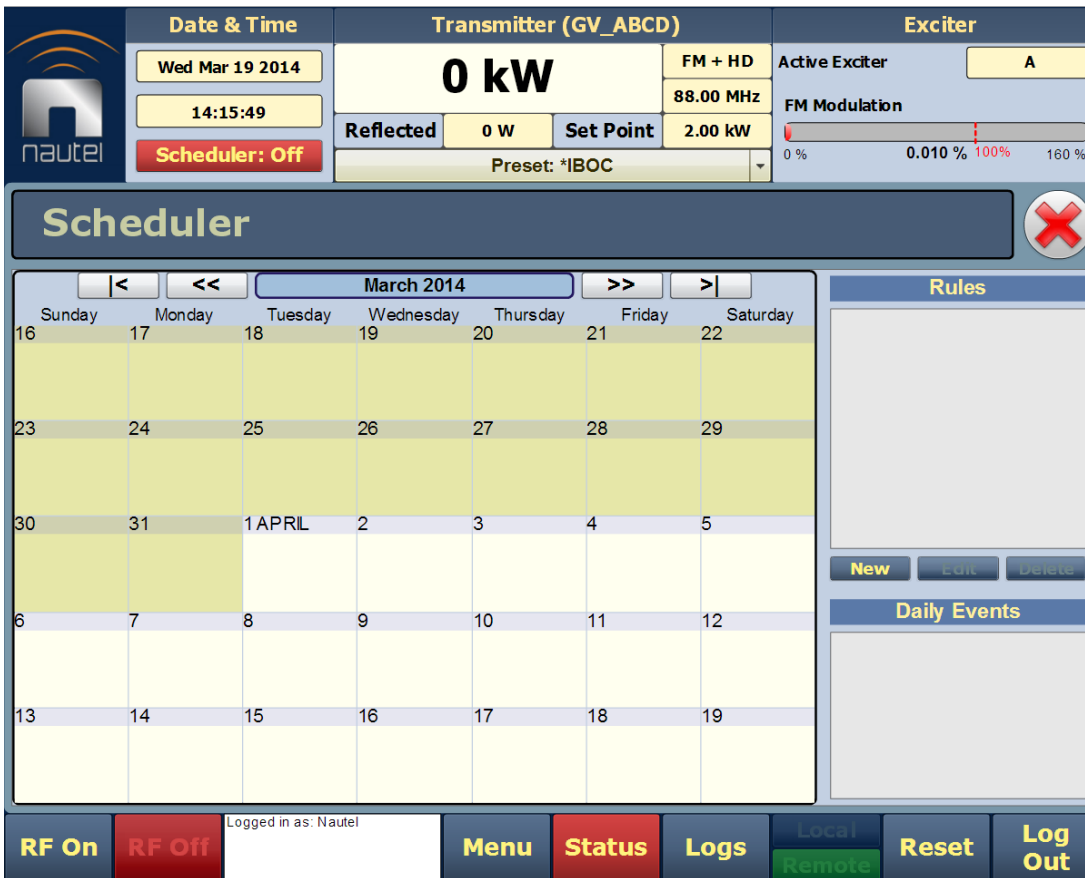 Date & Time
Transmitter (GV_ABCD)
Exciter
nautel
Wed Mar 19 2014
14:15:49
Scheduler: Off
0 kW
FM + HD
88.00 MHz
Reflected 0 W Set Point 2.00 kW
Preset: *IBOC
Active Exciter A
FM Modulation
0 % 0.010 % 100% 160 %
Scheduler
|< << March 2014 >> >|
Sunday Monday Tuesday Wednesday Thursday Friday Saturday
16 17 18 19 20 21 22
23 24 25 26 27 28 29
30 31 1 APRIL 2 3 4 5
6 7 8 9 10 11 12
13 14 15 16 17 18 19
Rules
New Edit Delete
Daily Events
RF On
RF Off
Logged in as: Nautel
Menu
Status
Logs
Local
Remote
Reset
Log
Out